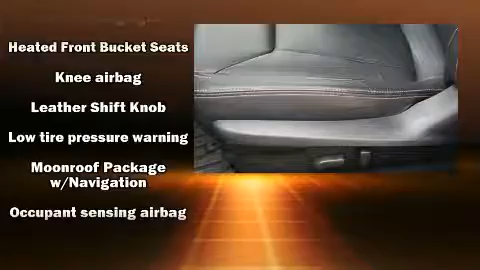 Heated Front Bucket Seats
Knee airbag
Leather Shift Knob
Low tire pressure warning
Moonroof Package
w/Navigation
Occupant sensing airbag